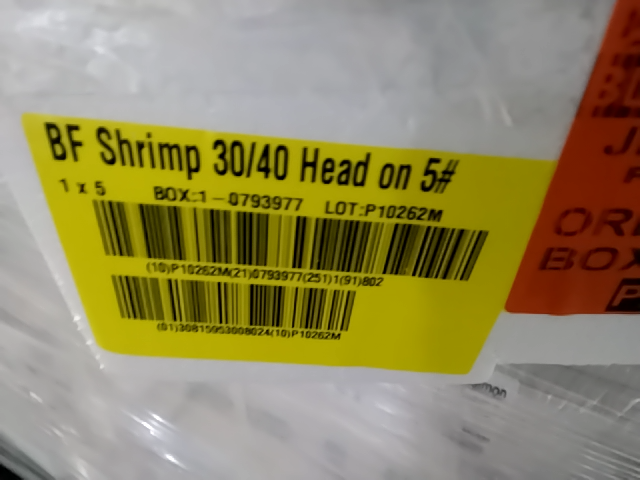 BF Shrimp 30/40 Head on 5#
1 x 5 BOX:1-0793977 LOT:P10262M
(10)P10262M(21)0793977(251)1(91)802
(01)30815953008024(10)P10262M
BOX